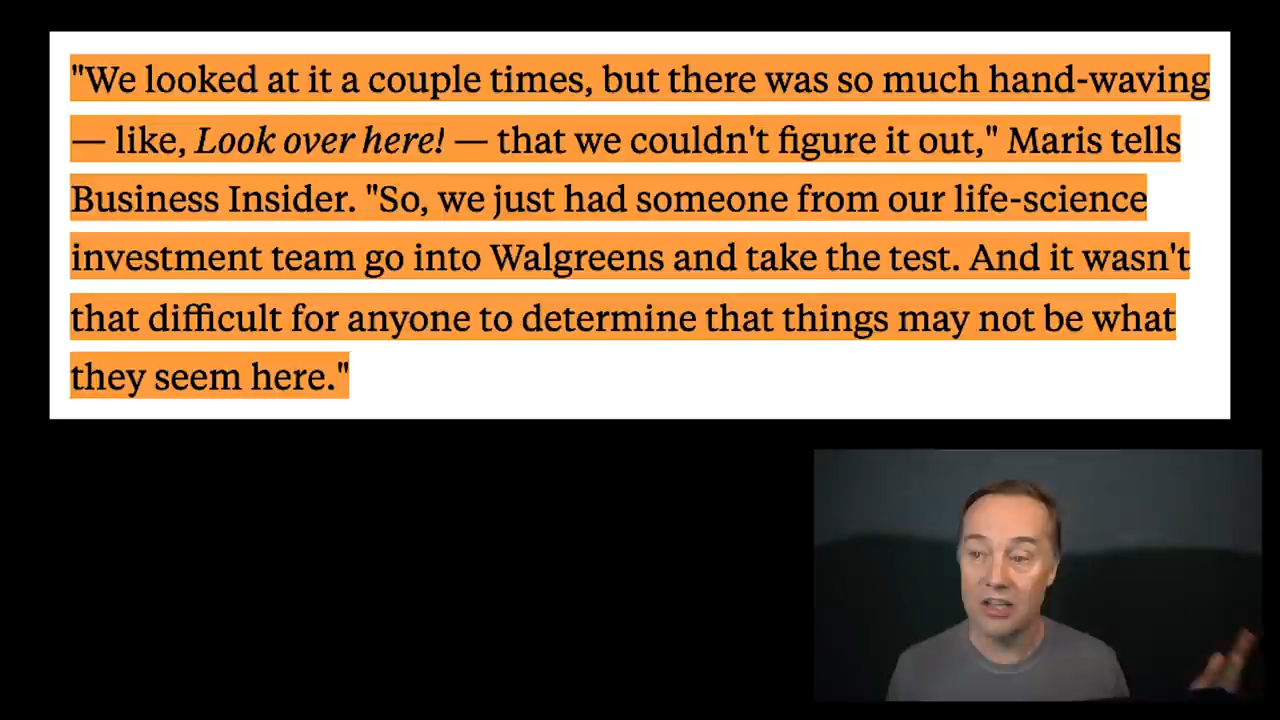 "We looked at it a couple times, but there was so much hand-waving
— like, Look over here! — that we couldn't figure it out," Maris tells
Business Insider. "So, we just had someone from our life-science
investment team go into Walgreens and take the test. And it wasn't
that difficult for anyone to determine that things may not be what
they seem here."